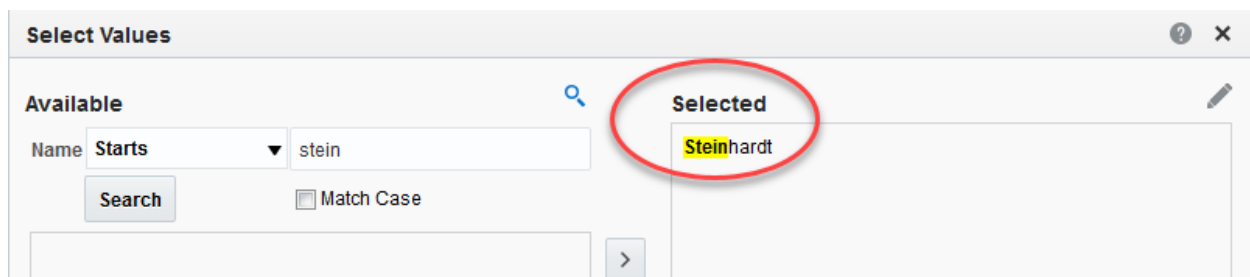 Select Values
Available
Selected
Name Starts stein
Steinhardt
Search Match Case